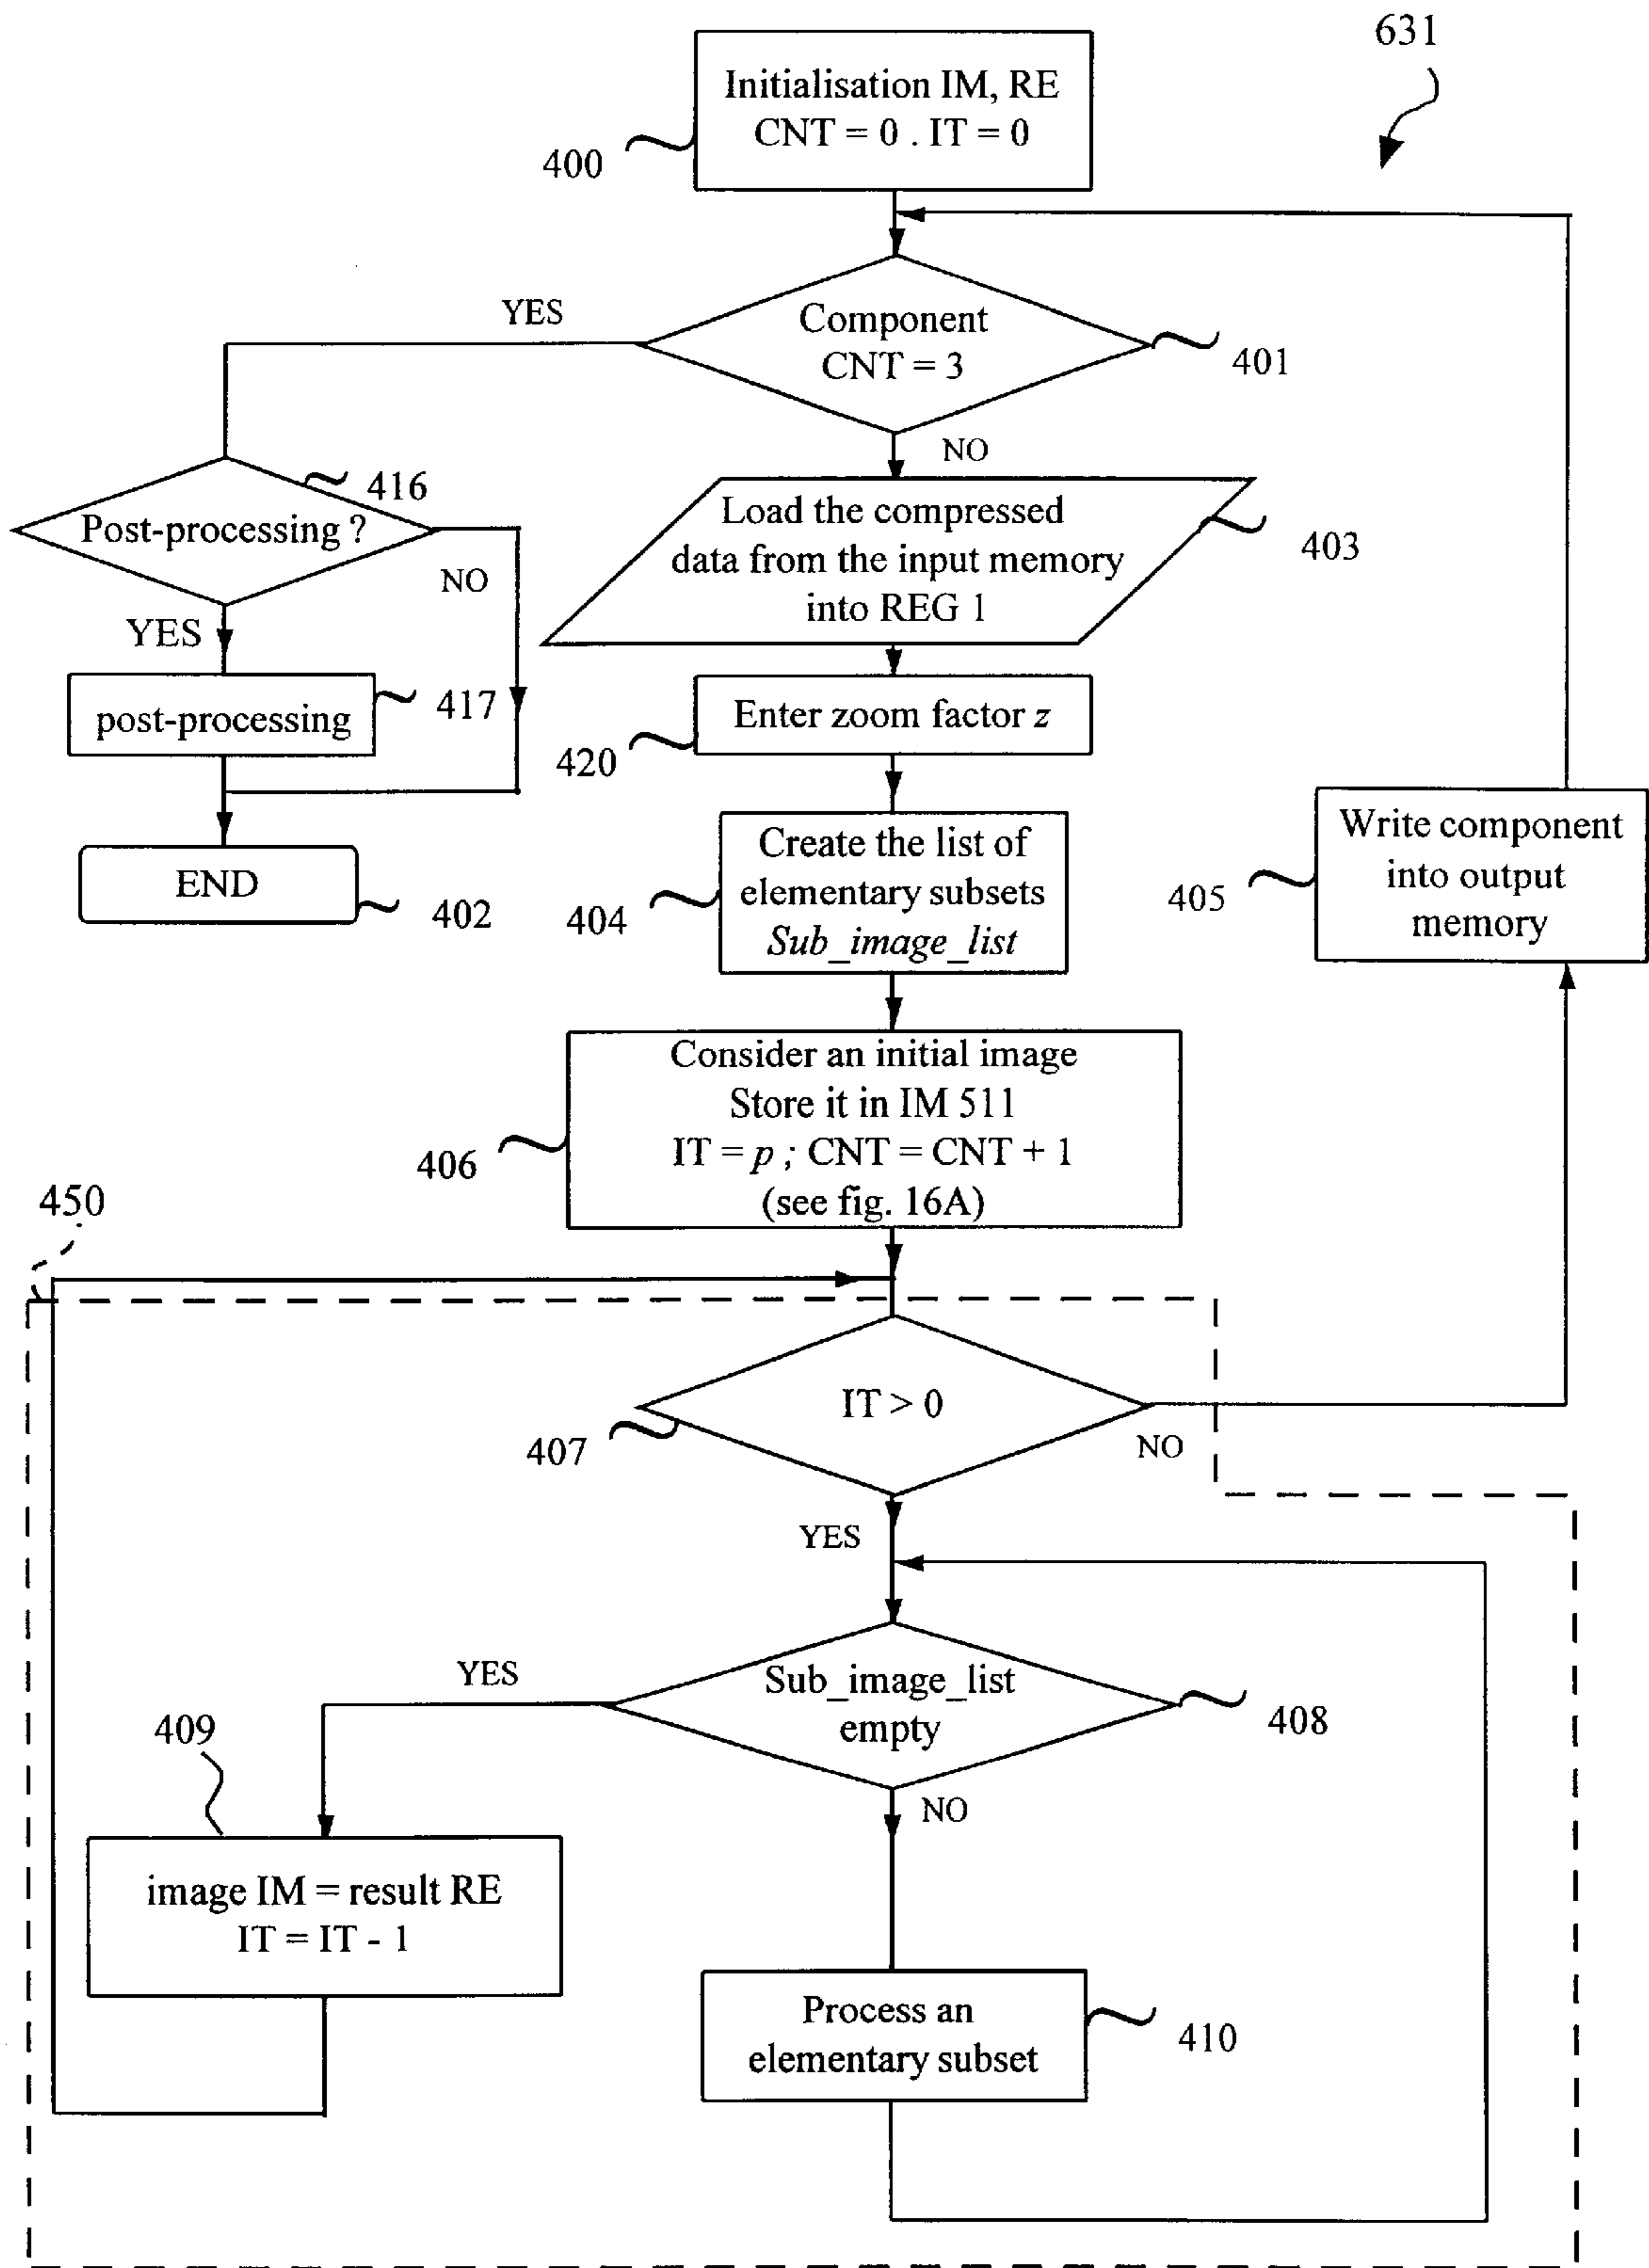 631
Initialisation IM, RE
CNT = 0 . IT = 0
400
YES
Component
CNT = 3
401
NO
416
Post-processing ?
NO
YES
Load the compressed
data from the input memory
into REG 1
403
post-processing
417
Enter zoom factor z
420
END
402
Create the list of
elementary subsets
Sub_image_list
404
Write component
into output
memory
405
Consider an initial image
Store it in IM 511
IT = p ; CNT = CNT + 1
(see fig. 16A)
406
450
IT > 0
407
NO
YES
YES
Sub_image_list
empty
408
409
NO
image IM = result RE
IT = IT - 1
Process an
elementary subset
410